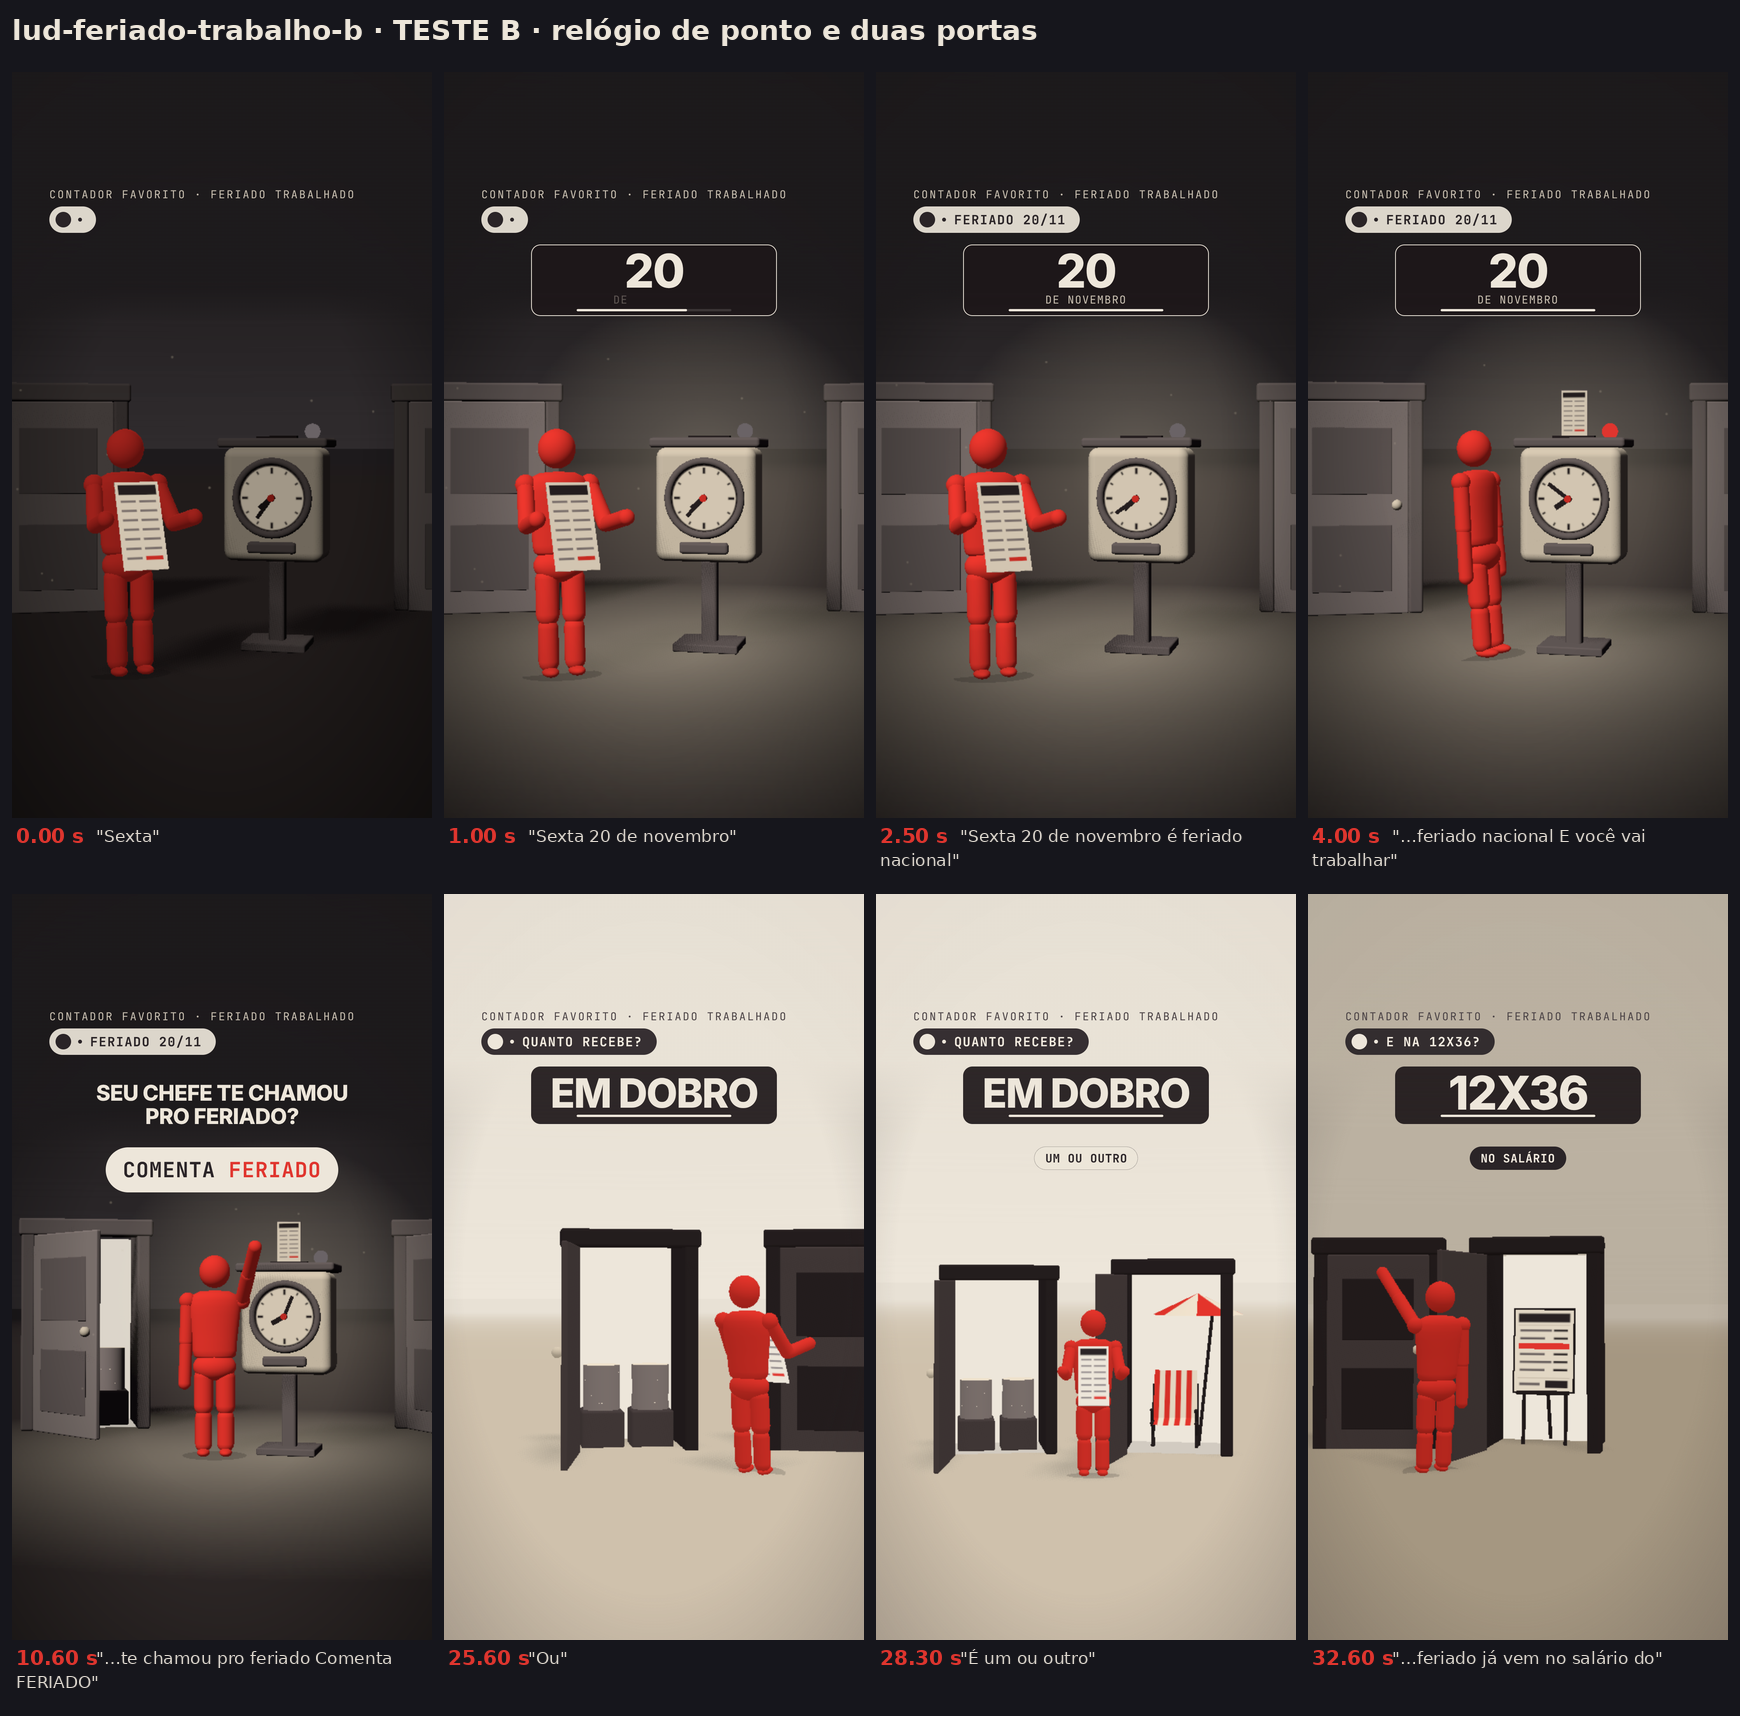 lud-feriado-trabalho-b · TESTE B · relógio de ponto e duas portas
CONTADOR FAVORITO · FERIADO TRABALHADO
•
0.00 s "Sexta"
CONTADOR FAVORITO · FERIADO TRABALHADO
•
20
DE
1.00 s "Sexta 20 de novembro"
CONTADOR FAVORITO · FERIADO TRABALHADO
• FERIADO 20/11
20
DE NOVEMBRO
2.50 s "Sexta 20 de novembro é feriado
nacional"
CONTADOR FAVORITO · FERIADO TRABALHADO
• FERIADO 20/11
20
DE NOVEMBRO
4.00 s "...feriado nacional E você vai
trabalhar"
CONTADOR FAVORITO · FERIADO TRABALHADO
• FERIADO 20/11
SEU CHEFE TE CHAMOU
PRO FERIADO?
COMENTA FERIADO
10.60 s "...te chamou pro feriado Comenta
FERIADO"
CONTADOR FAVORITO · FERIADO TRABALHADO
• QUANTO RECEBE?
EM DOBRO
25.60 s "Ou"
CONTADOR FAVORITO · FERIADO TRABALHADO
• QUANTO RECEBE?
EM DOBRO
UM OU OUTRO
28.30 s "É um ou outro"
CONTADOR FAVORITO · FERIADO TRABALHADO
• E NA 12X36?
12X36
NO SALÁRIO
32.60 s "...feriado já vem no salário do"